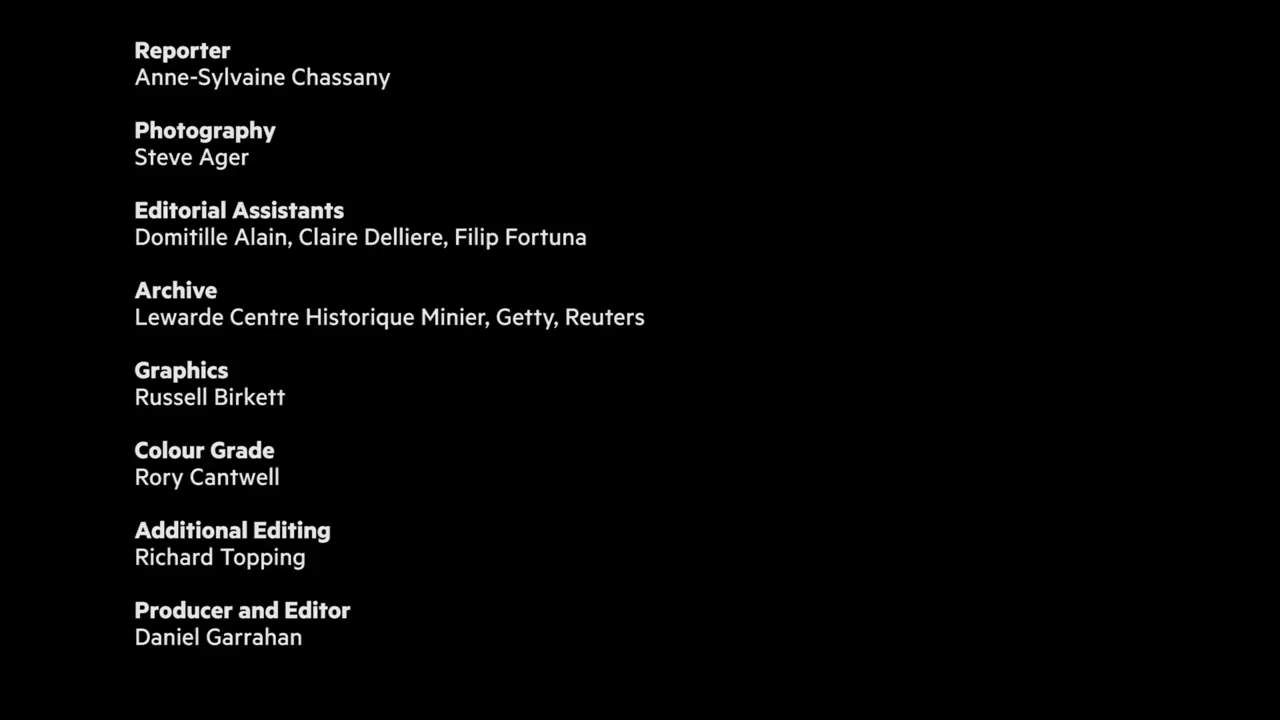 Reporter
Anne-Sylvaine Chassany
Photography
Steve Ager
Editorial Assistants
Domitille Alain, Claire Delliere, Filip Fortuna
Archive
Lewarde Centre Historique Minier, Getty, Reuters
Graphics
Russell Birkett
Colour Grade
Rory Cantwell
Additional Editing
Richard Topping
Producer and Editor
Daniel Garrahan